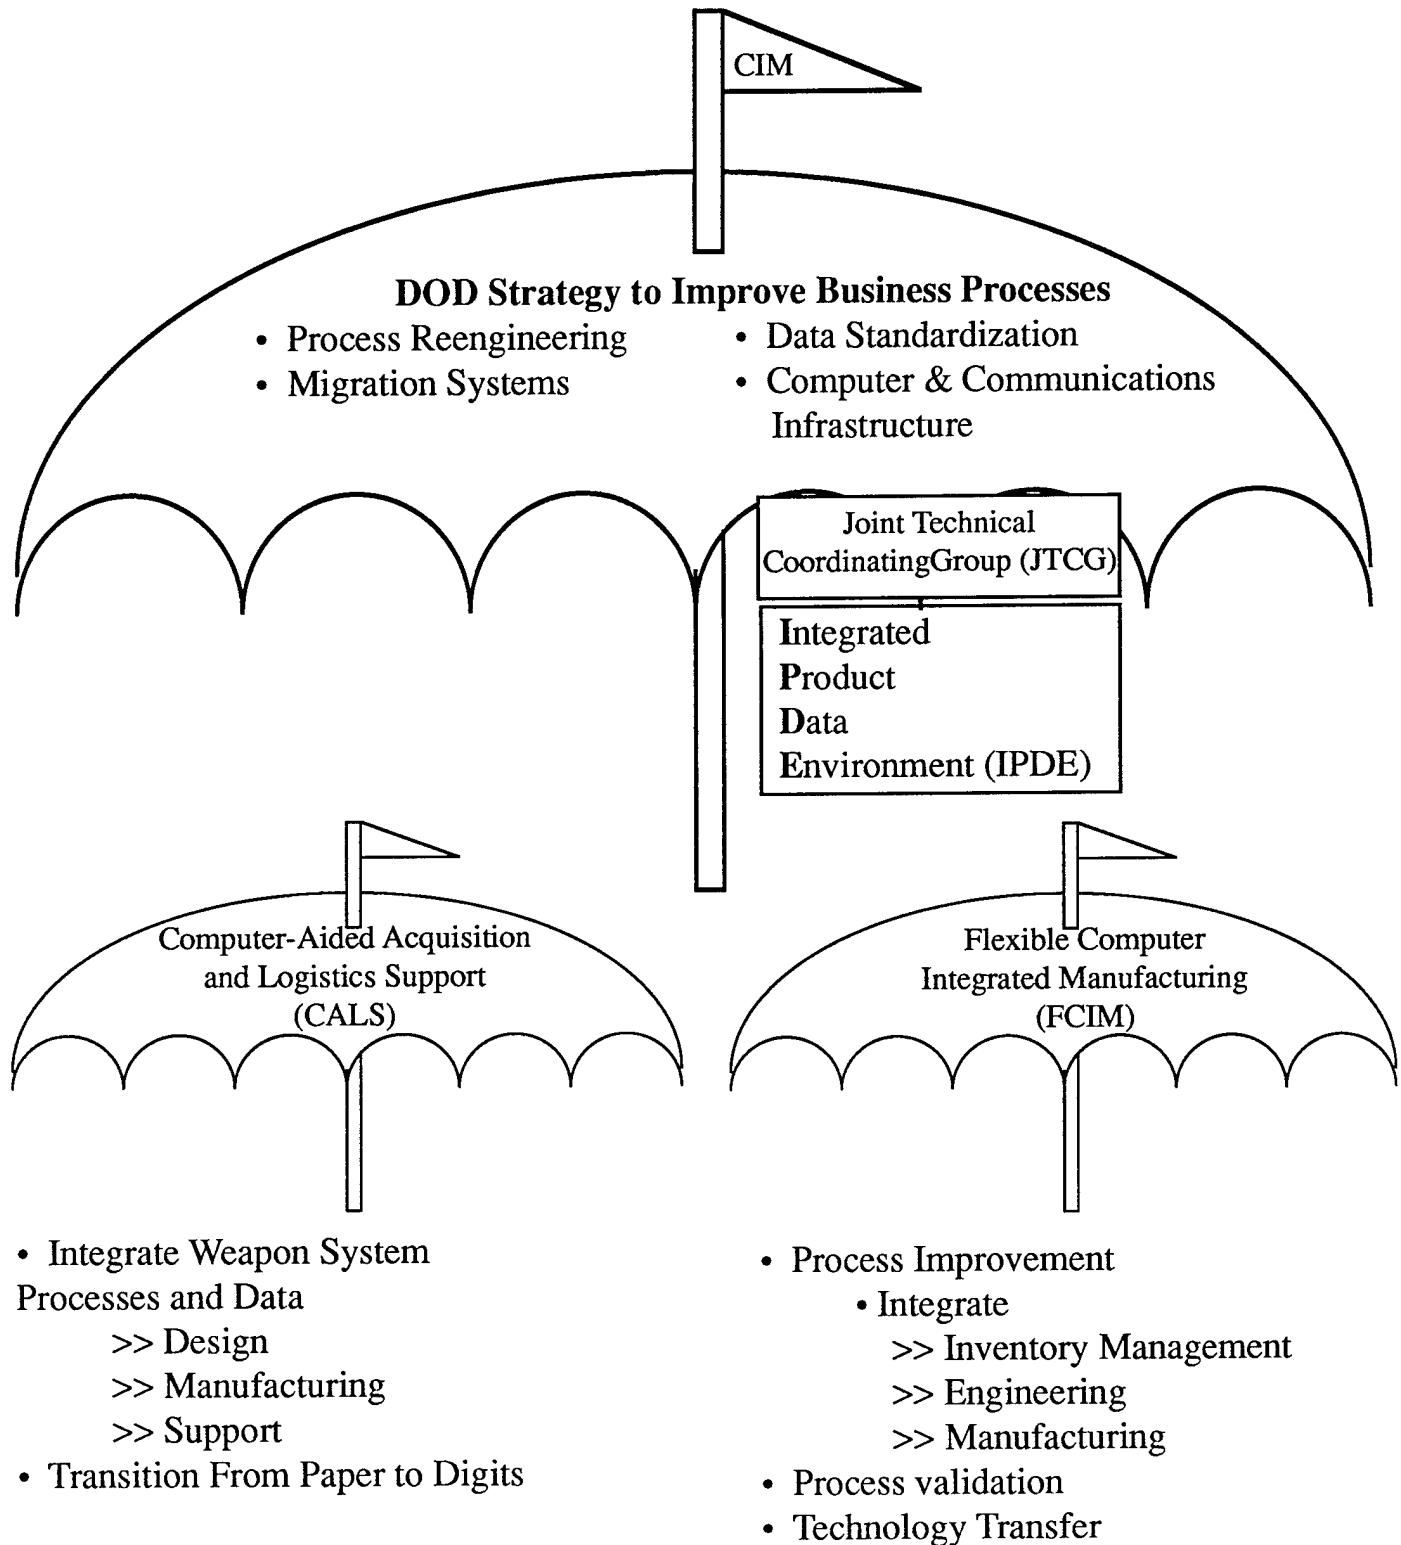 CIM
DOD Strategy to Improve Business Processes
• Process Reengineering
• Migration Systems
• Data Standardization
• Computer & Communications
Infrastructure
Joint Technical
CoordinatingGroup (JTCG)
Integrated
Product
Data
Environment (IPDE)
Computer-Aided Acquisition
and Logistics Support
(CALS)
Flexible Computer
Integrated Manufacturing
(FCIM)
• Integrate Weapon System
Processes and Data
>> Design
>> Manufacturing
>> Support
• Transition From Paper to Digits
• Process Improvement
• Integrate
>> Inventory Management
>> Engineering
>> Manufacturing
• Process validation
• Technology Transfer